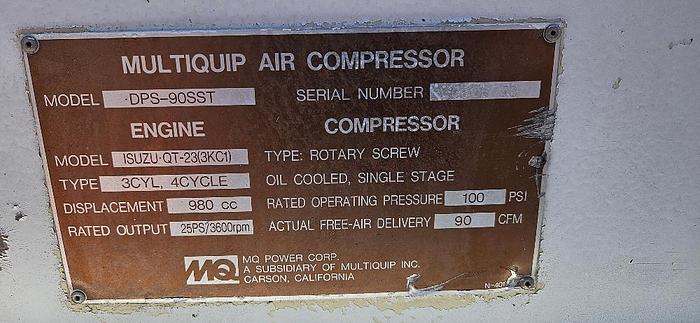 MULTIQUIP AIR COMPRESSOR
MODEL ·DPS-90SST SERIAL NUMBER
ENGINE COMPRESSOR
MODEL ISUZU·QT-23(3KC1) TYPE: ROTARY SCREW
TYPE 3CYL, 4CYCLE OIL COOLED, SINGLE STAGE
DISPLACEMENT 980 cc RATED OPERATING PRESSURE 100 PSI
RATED OUTPUT 25PS/3600rpm ACTUAL FREE-AIR DELIVERY 90 CFM
MQ MQ POWER CORP.
A SUBSIDIARY OF MULTIQUIP INC.
CARSON, CALIFORNIA